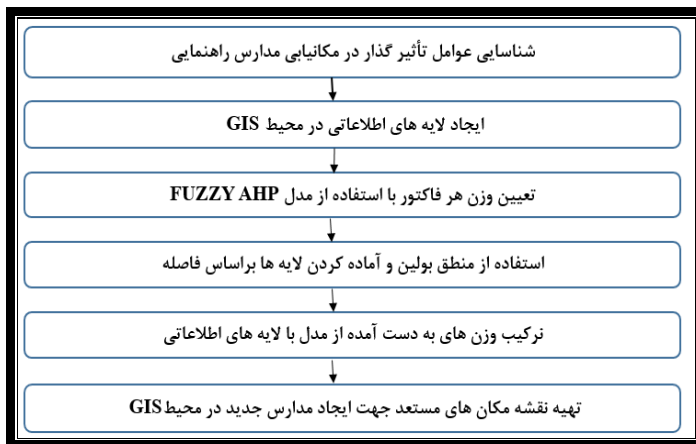 شناسایی عوامل تأثیر گذار در مکانیابی مدارس راهنمایی
ایجاد لایه های اطلاعاتی در محیط GIS
تعیین وزن هر فاکتور با استفاده از مدل FUZZY AHP
استفاده از منطق بولین و آماده کردن لایه ها براساس فاصله
نرکیب وزن های به دست آمده از مدل با لایه های اطلاعاتی
تهیه نقشه مکان های مستعد جهت ایجاد مدارس جدید در محیطGIS